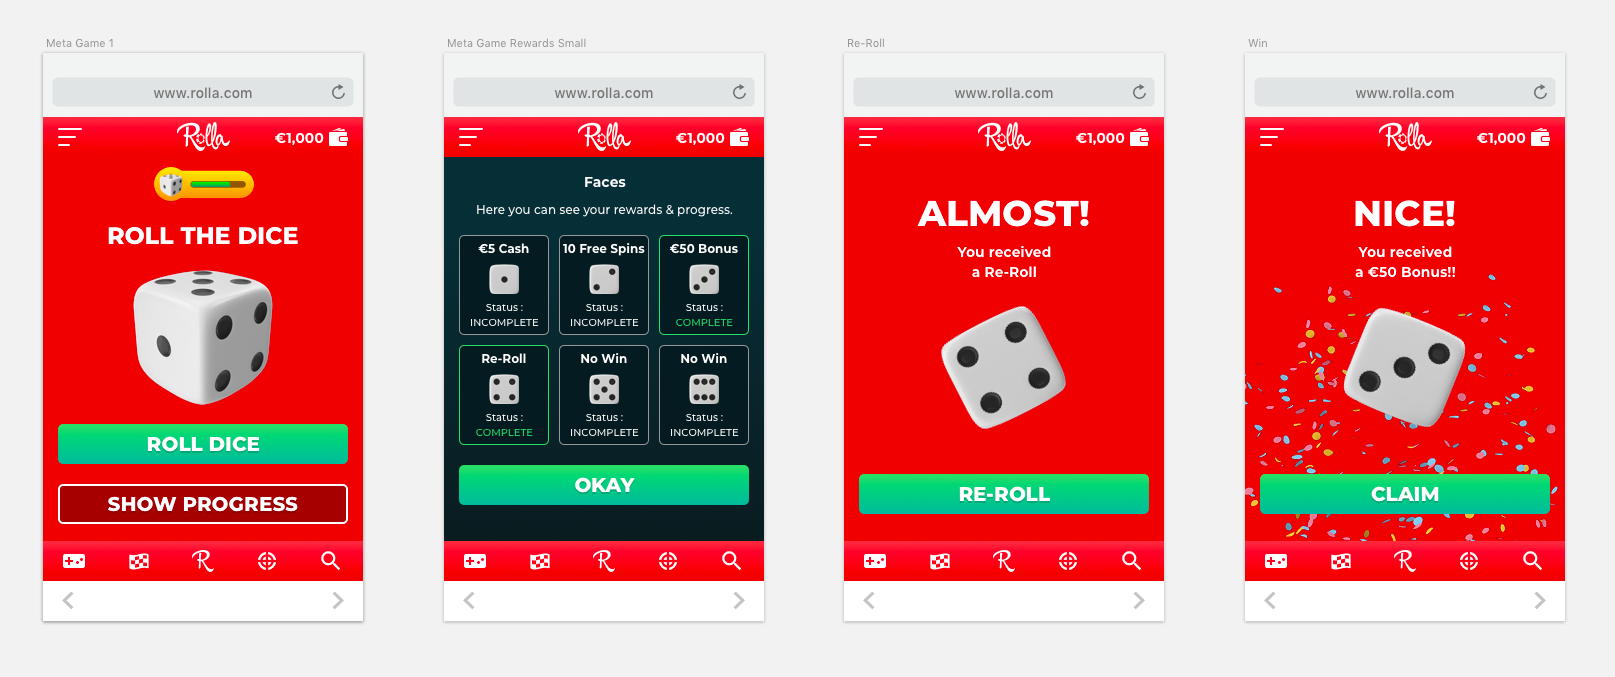 Meta Game 1
www.rolla.com
Rolla
€1,000
ROLL THE DICE
ROLL DICE
SHOW PROGRESS
R
Meta Game Rewards Small
www.rolla.com
Rolla
€1,000
Faces
Here you can see your rewards & progress.
€5 Cash
Status :
INCOMPLETE
10 Free Spins
Status :
INCOMPLETE
€50 Bonus
Status :
COMPLETE
Re-Roll
Status :
COMPLETE
No Win
Status :
INCOMPLETE
No Win
Status :
INCOMPLETE
OKAY
R
Re-Roll
www.rolla.com
Rolla
€1,000
ALMOST!
You received
a Re-Roll
RE-ROLL
R
Win
www.rolla.com
Rolla
€1,000
NICE!
You received
a €50 Bonus!!
CLAIM
R